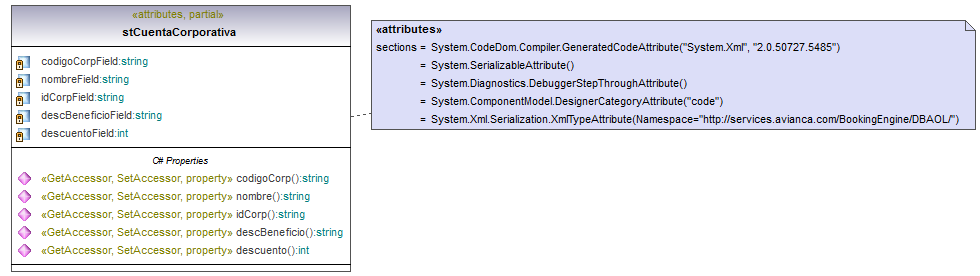 «attributes, partial»
stCuentaCorporativa
codigoCorpField:string
nombreField:string
idCorpField:string
descBeneficioField:string
descuentoField:int
C# Properties
«GetAccessor, SetAccessor, property» codigoCorp():string
«GetAccessor, SetAccessor, property» nombre():string
«GetAccessor, SetAccessor, property» idCorp():string
«GetAccessor, SetAccessor, property» descBeneficio():string
«GetAccessor, SetAccessor, property» descuento():int
«attributes»
sections = System.CodeDom.Compiler.GeneratedCodeAttribute("System.Xml", "2.0.50727.5485")
= System.SerializableAttribute()
= System.Diagnostics.DebuggerStepThroughAttribute()
= System.ComponentModel.DesignerCategoryAttribute("code")
= System.Xml.Serialization.XmlTypeAttribute(Namespace="http://services.avianca.com/BookingEngine/DBAOL/")